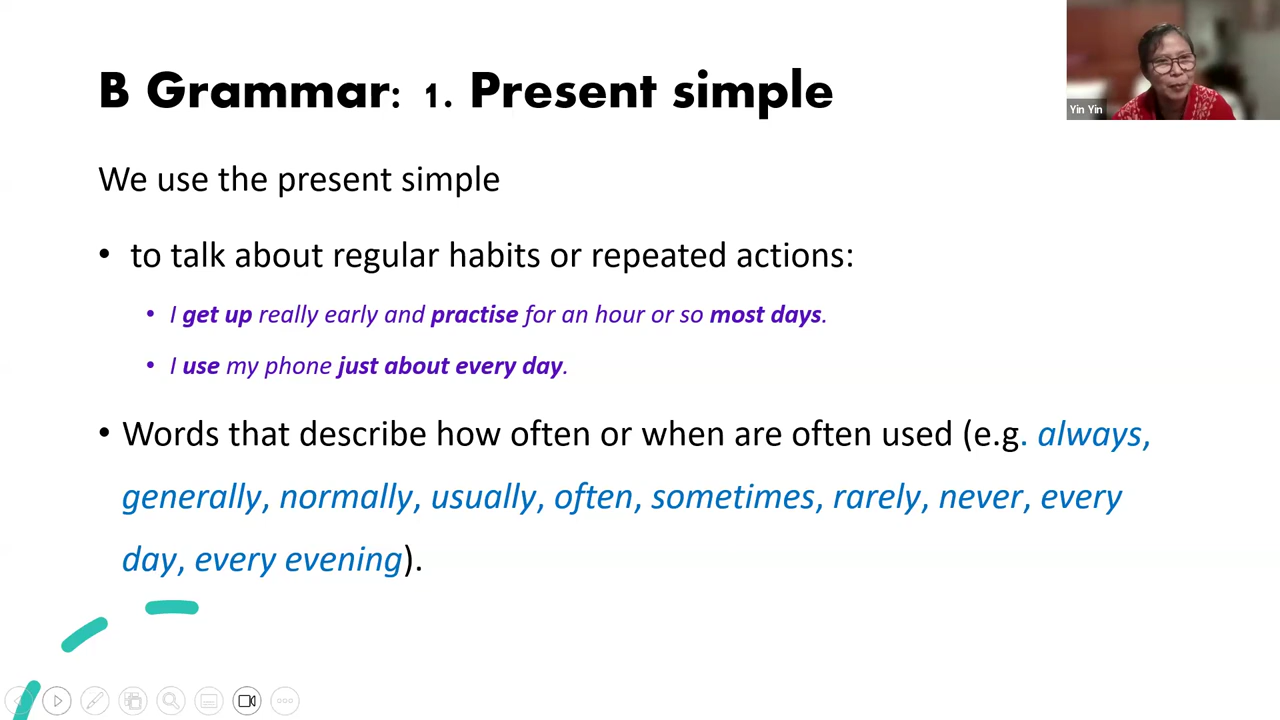 B Grammar: 1. Present simple
Yin Yin
We use the present simple
• to talk about regular habits or repeated actions:
• I get up really early and practise for an hour or so most days.
• I use my phone just about every day.
• Words that describe how often or when are often used (e.g. always,
generally, normally, usually, often, sometimes, rarely, never, every
day, every evening).